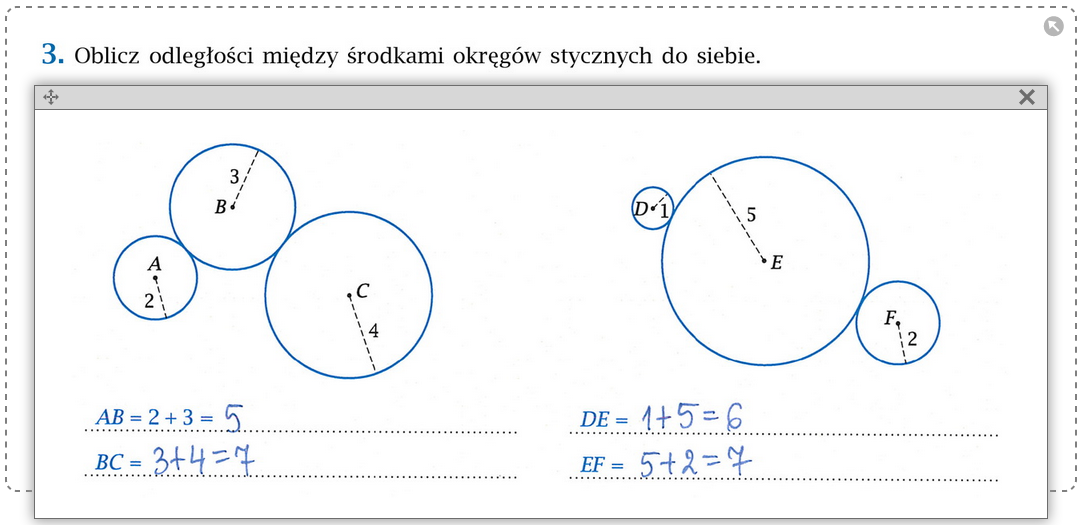 3. Oblicz odległości między środkami okręgów stycznych do siebie.
3
B
A
2
C
4
D
1
5
E
F
2
AB = 2 + 3 = 5
BC = 3+4=7
DE = 1+5=6
EF = 5+2=7